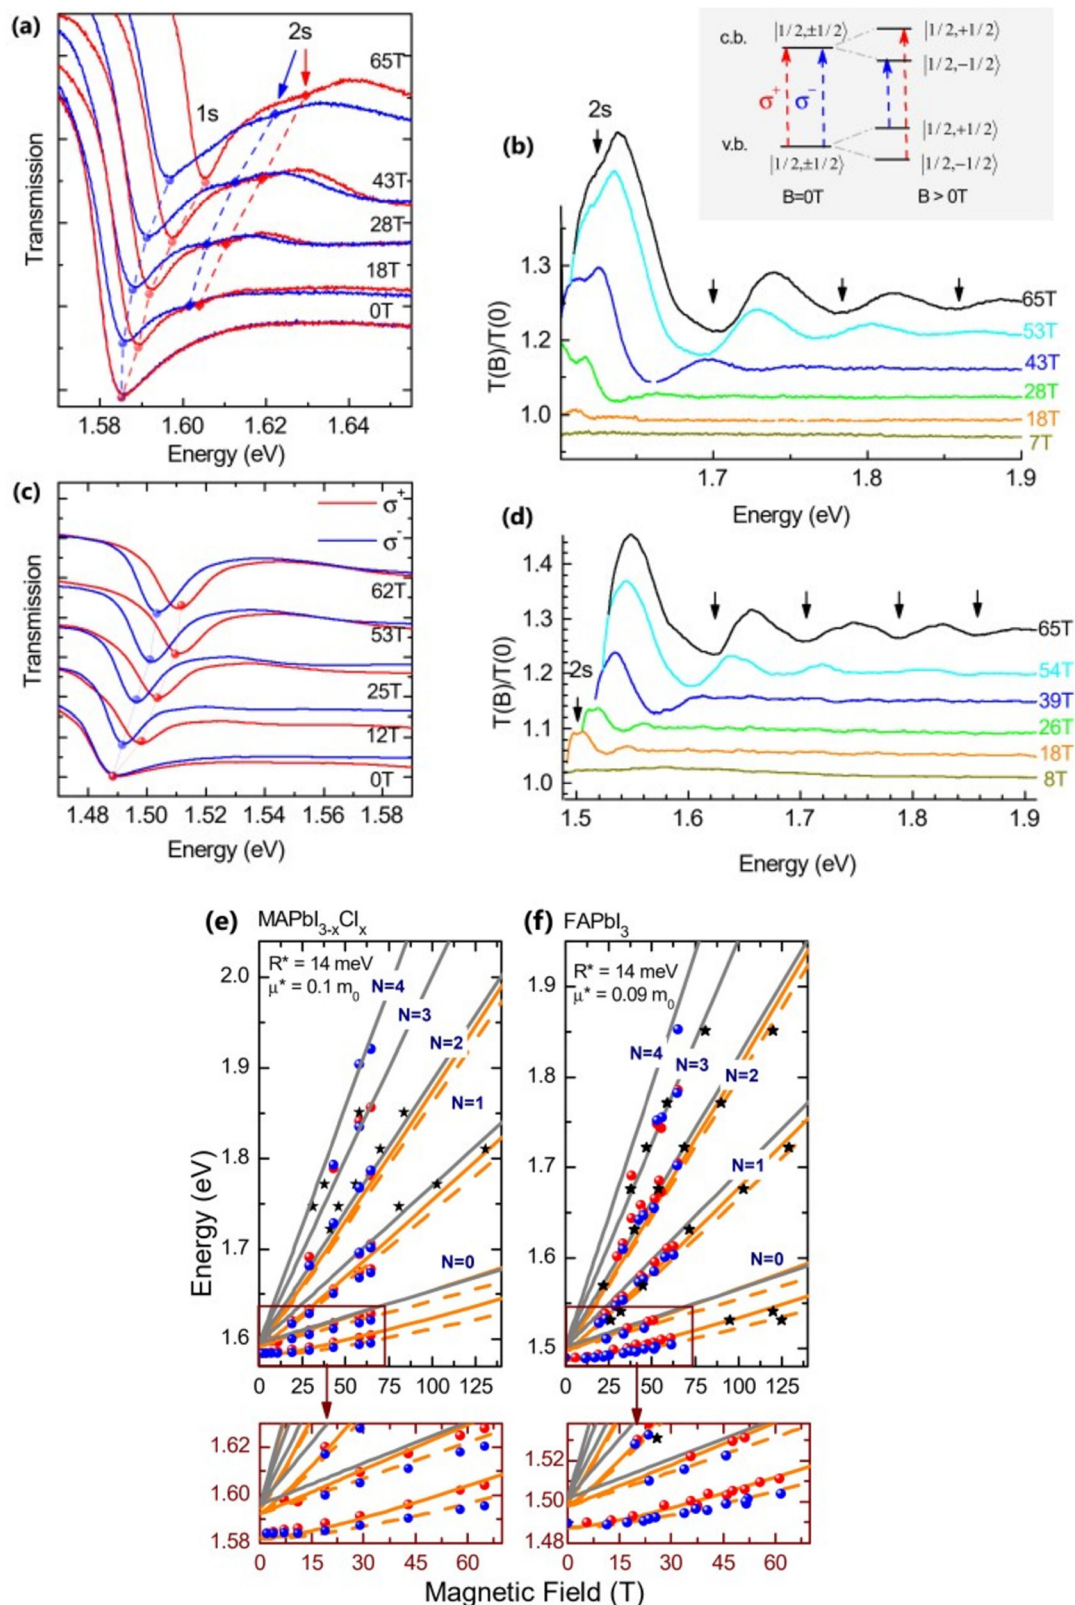 (a)
2s
65T
1s
43T
28T
18T
0T
Transmission
1.58 1.60 1.62 1.64
Energy (eV)
c.b.
|1/2,±1/2⟩
|1/2,+1/2⟩
|1/2,-1/2⟩
σ+ σ-
v.b.
|1/2,±1/2⟩
|1/2,+1/2⟩
|1/2,-1/2⟩
B=0T B > 0T
(b)
2s
1.3
1.2
1.0
T(B)/T(0)
65T
53T
43T
28T
18T
7T
1.7 1.8 1.9
Energy (eV)
(c)
σ+
σ-
62T
53T
25T
12T
0T
Transmission
1.48 1.50 1.52 1.54 1.56 1.58
Energy (eV)
(d)
1.4
1.3
1.2
1.1
1.0
T(B)/T(0)
2s
65T
54T
39T
26T
18T
8T
1.5 1.6 1.7 1.8 1.9
Energy (eV)
(e) MAPbI3-xClx
R* = 14 meV
μ* = 0.1 m0
N=4
N=3
N=2
N=1
N=0
2.0
1.9
1.8
1.7
1.6
Energy (eV)
0 25 50 75 100 125
1.62
1.60
1.58
0 15 30 45 60
(f) FAPbI3
R* = 14 meV
μ* = 0.09 m0
N=4
N=3
N=2
N=1
N=0
1.9
1.8
1.7
1.6
1.5
0 25 50 75 100 125
1.52
1.50
1.48
0 15 30 45 60
Magnetic Field (T)